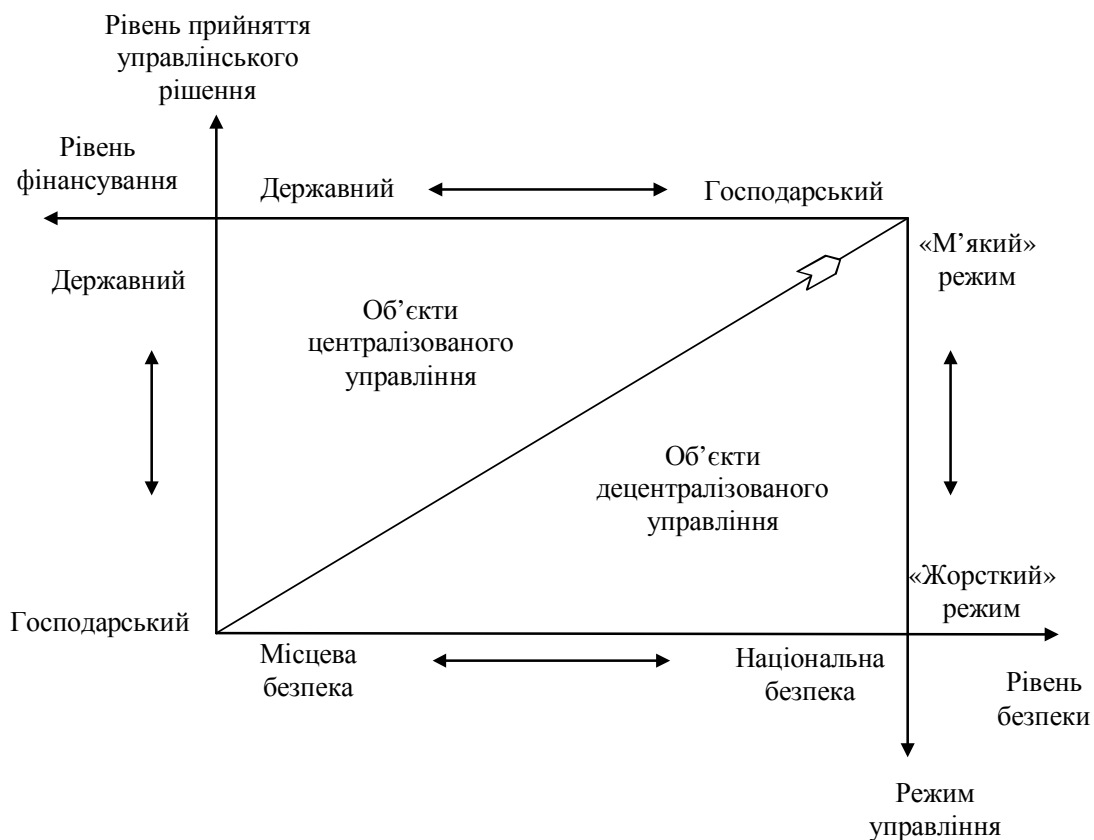 Рівень прийняття
управлінського
рішення
Рівень
фінансування
Державний
Господарський
«М’який»
режим
Державний
Об’єкти
централізованого
управління
Об’єкти
децентралізованого
управління
«Жорсткий»
режим
Господарський
Місцева
безпека
Національна
безпека
Рівень
безпеки
Режим
управління